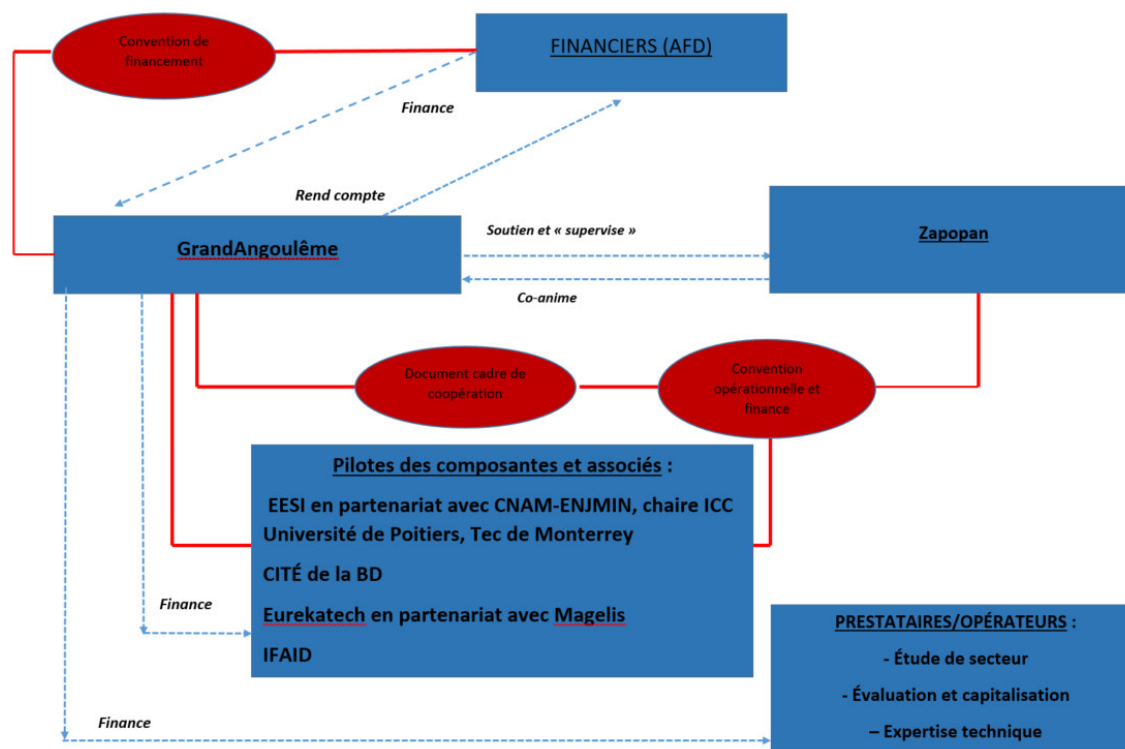 Convention de
financement
FINANCIERS (AFD)
Finance
Rend compte
GrandAngoulême
Soutien et « supervise »
Zapopan
Co-anime
Document cadre de
coopération
Convention
opérationnelle et
finance
Pilotes des composantes et associés :
EESI en partenariat avec CNAM-ENJMIN, chaire ICC
Université de Poitiers, Tec de Monterrey
CITÉ de la BD
Eurekatech en partenariat avec Magelis
IFAID
Finance
PRESTATAIRES/OPÉRATEURS :
- Étude de secteur
- Évaluation et capitalisation
– Expertise technique
Finance